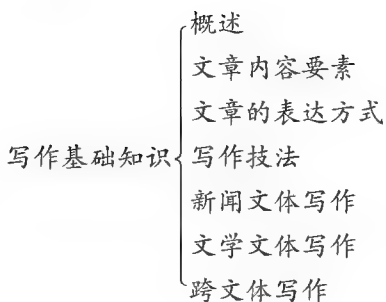 概述
文章内容要素
文章的表达方式
写作基础知识
写作技法
新闻文体写作
文学文体写作
跨文体写作